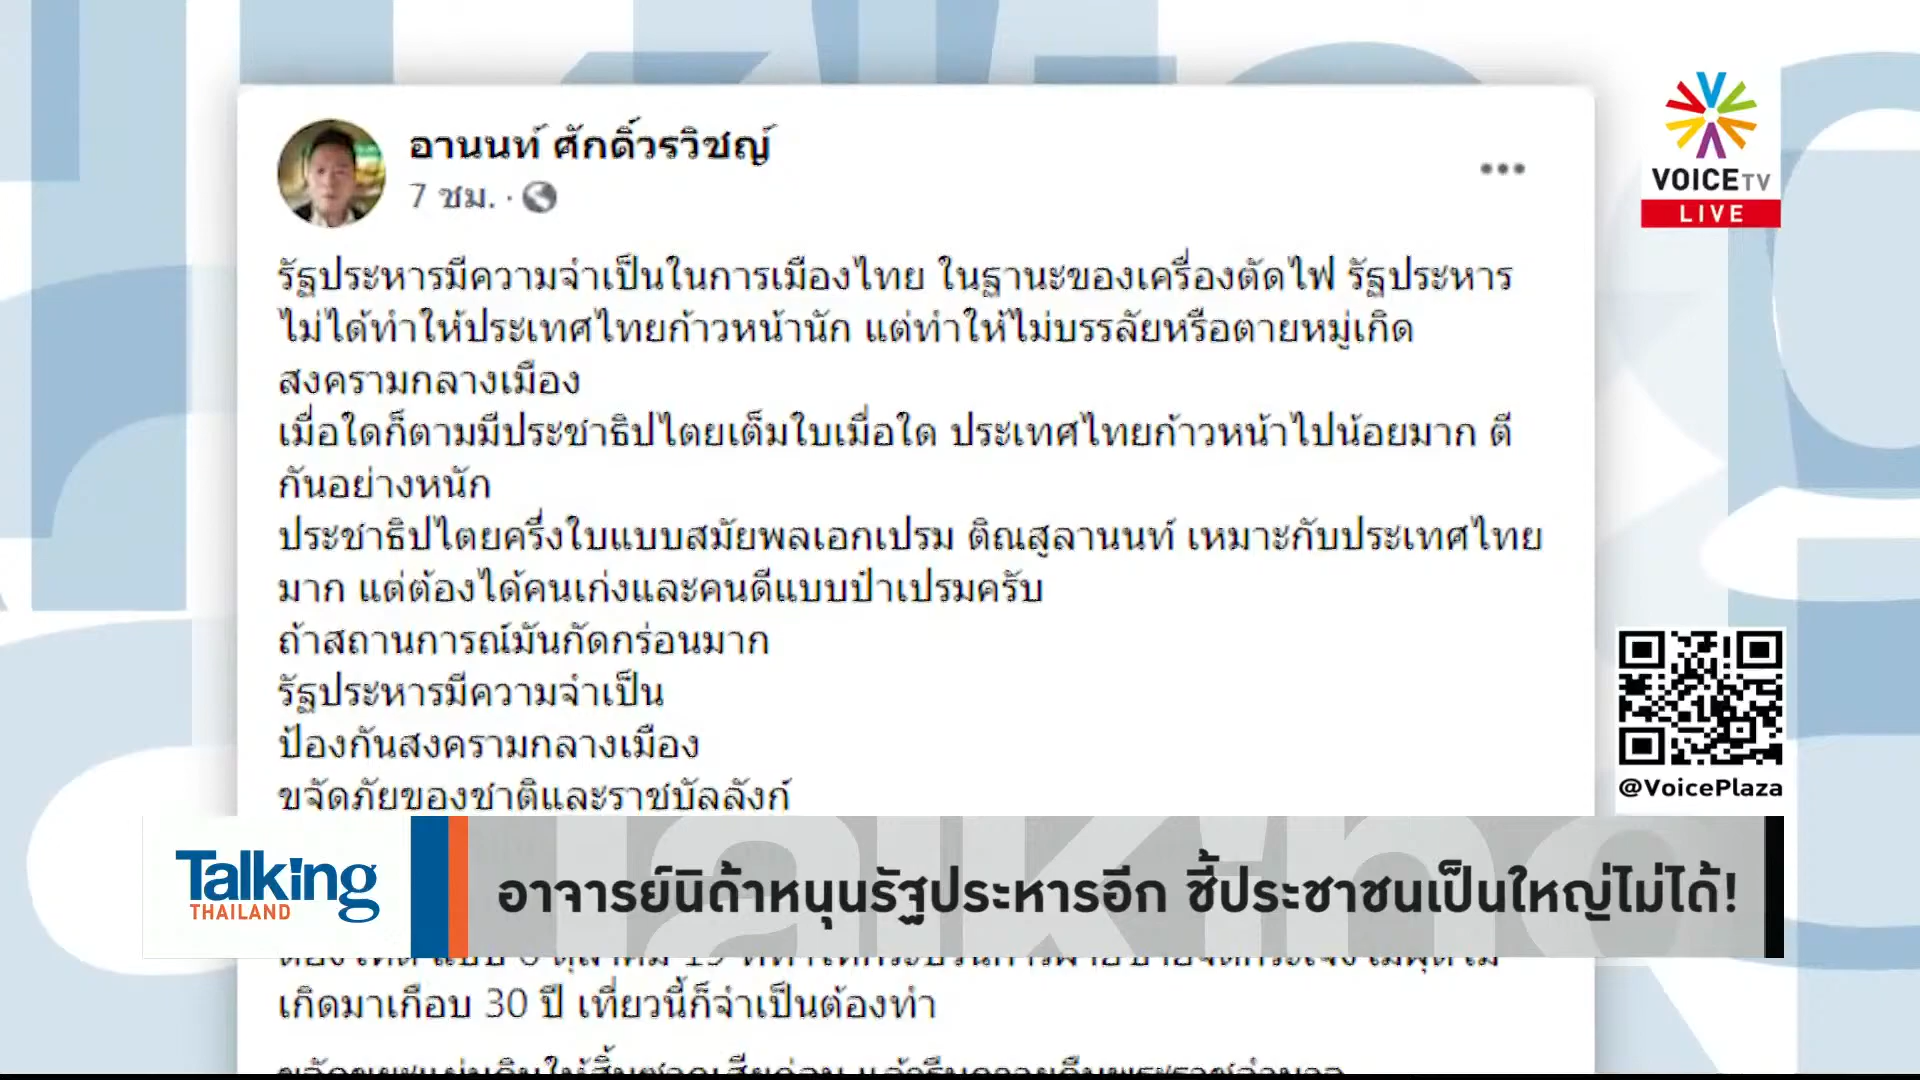 อานนท์ ศักดิ์วรวิชญ์
7 ชม. ·
VOICE TV
LIVE
รัฐประหารมีความจำเป็นในการเมืองไทย ในฐานะของเครื่องตัดไฟ รัฐประหาร
ไม่ได้ทำให้ประเทศไทยก้าวหน้านัก แต่ทำให้ไม่บรรลัยหรือตายหมู่เกิด
สงครามกลางเมือง
เมื่อใดก็ตามมีประชาธิปไตยเต็มใบเมื่อใด ประเทศไทยก้าวหน้าไปน้อยมาก ตี
กันอย่างหนัก
ประชาธิปไตยครึ่งใบแบบสมัยพลเอกเปรม ติณสูลานนท์ เหมาะกับประเทศไทย
มาก แต่ต้องได้คนเก่งและคนดีแบบป๋าเปรมครับ
ถ้าสถานการณ์มันกัดกร่อนมาก
รัฐประหารมีความจำเป็น
ป้องกันสงครามกลางเมือง
ขจัดภัยของชาติและราชบัลลังก์
@VoicePlaza
Talking
THAILAND
อาจารย์นิด้าหนุนรัฐประหารอีก ชี้ประชาชนเป็นใหญ่ไม่ได้!
เกิดมาเกือบ 30 ปี เที่ยวนี้ก็จำเป็นต้องทำ